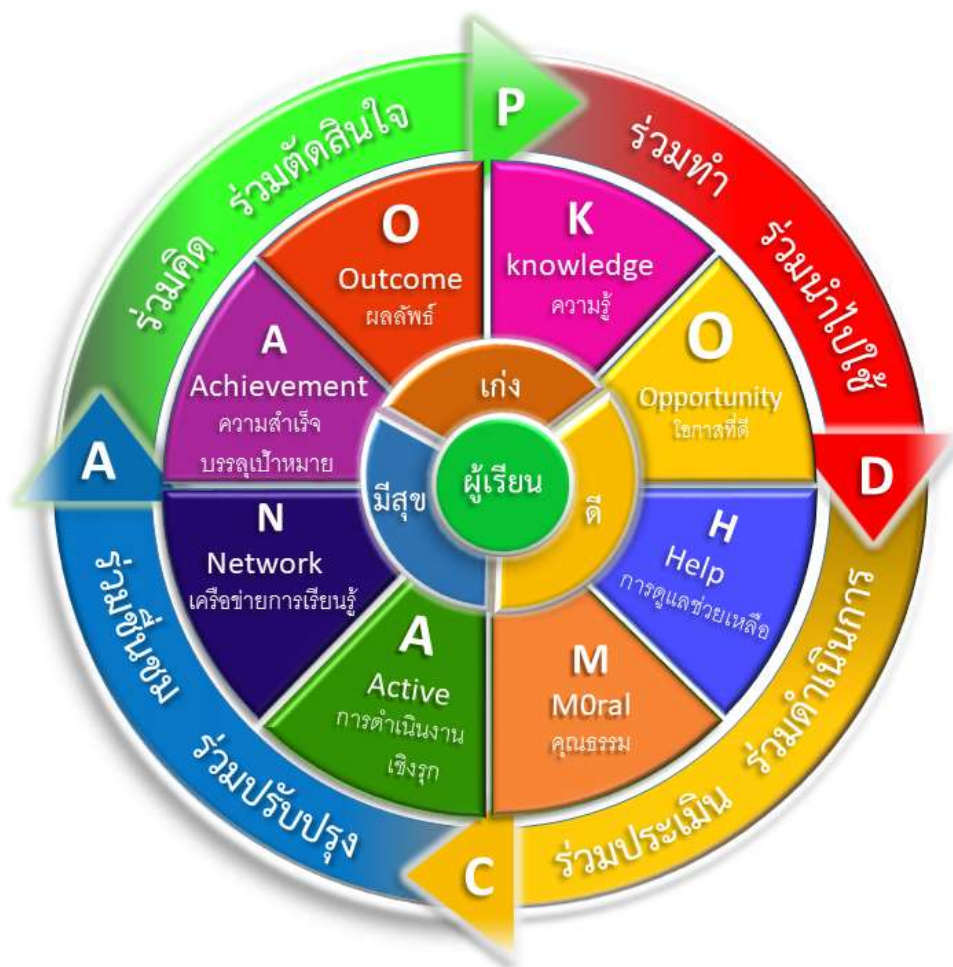 P
ร่วมคิด ร่วมตัดสินใจ
ร่วมทำ ร่วมนำไปใช้
D
ร่วมดำเนินการ
ร่วมประเมิน
C
ร่วมปรับปรุง
ร่วมชื่นชม
A
K
knowledge
ความรู้
O
Opportunity
โอกาสที่ดี
H
Help
การดูแลช่วยเหลือ
M
M0ral
คุณธรรม
A
Active
การดำเนินงาน
เชิงรุก
N
Network
เครือข่ายการเรียนรู้
A
Achievement
ความสำเร็จ
บรรลุเป้าหมาย
O
Outcome
ผลลัพธ์
เก่ง
ดี
มีสุข
ผู้เรียน